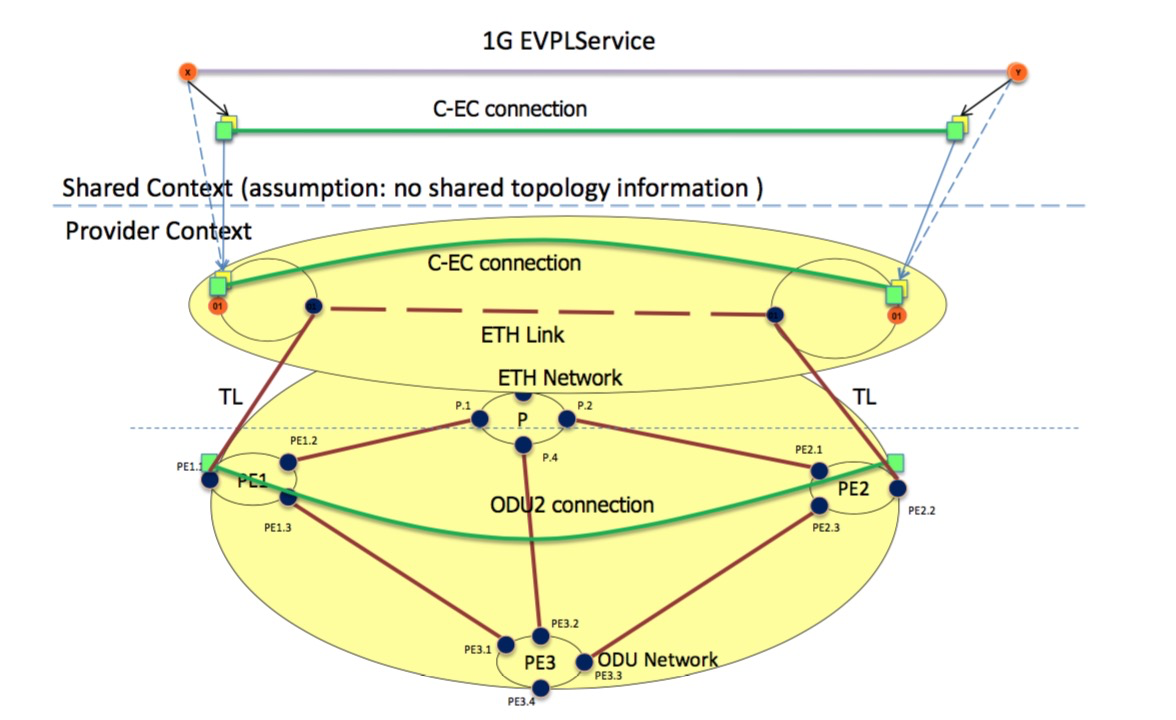 1G EVPLService
X
Y
C-EC connection
Shared Context (assumption: no shared topology information )
Provider Context
C-EC connection
01
01
ETH Link
ETH Network
TL
TL
P.1
P
P.2
P.4
PE1.2
PE2.1
PE1.1
PE1
PE2
ODU2 connection
PE2.2
PE1.3
PE2.3
PE3.2
PE3.1
PE3
ODU Network
PE3.3
PE3.4